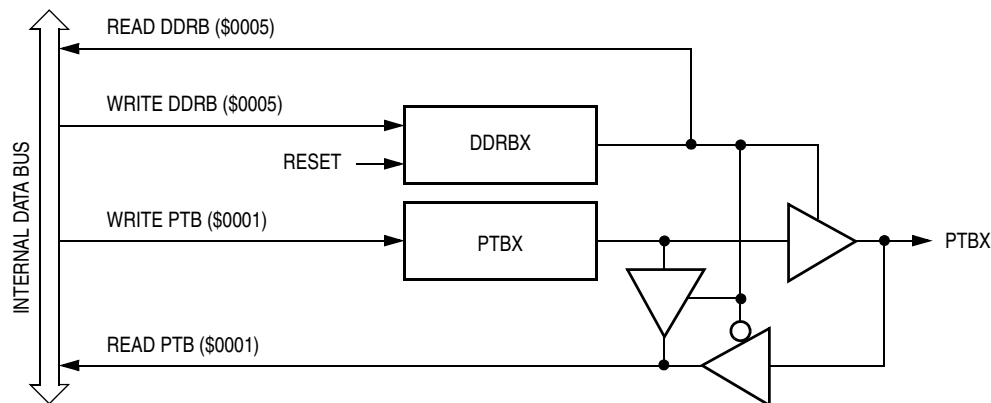 READ DDRB ($0005)
WRITE DDRB ($0005)
DDRBX
RESET
INTERNAL DATA BUS
WRITE PTB ($0001)
PTBX
PTBX
READ PTB ($0001)